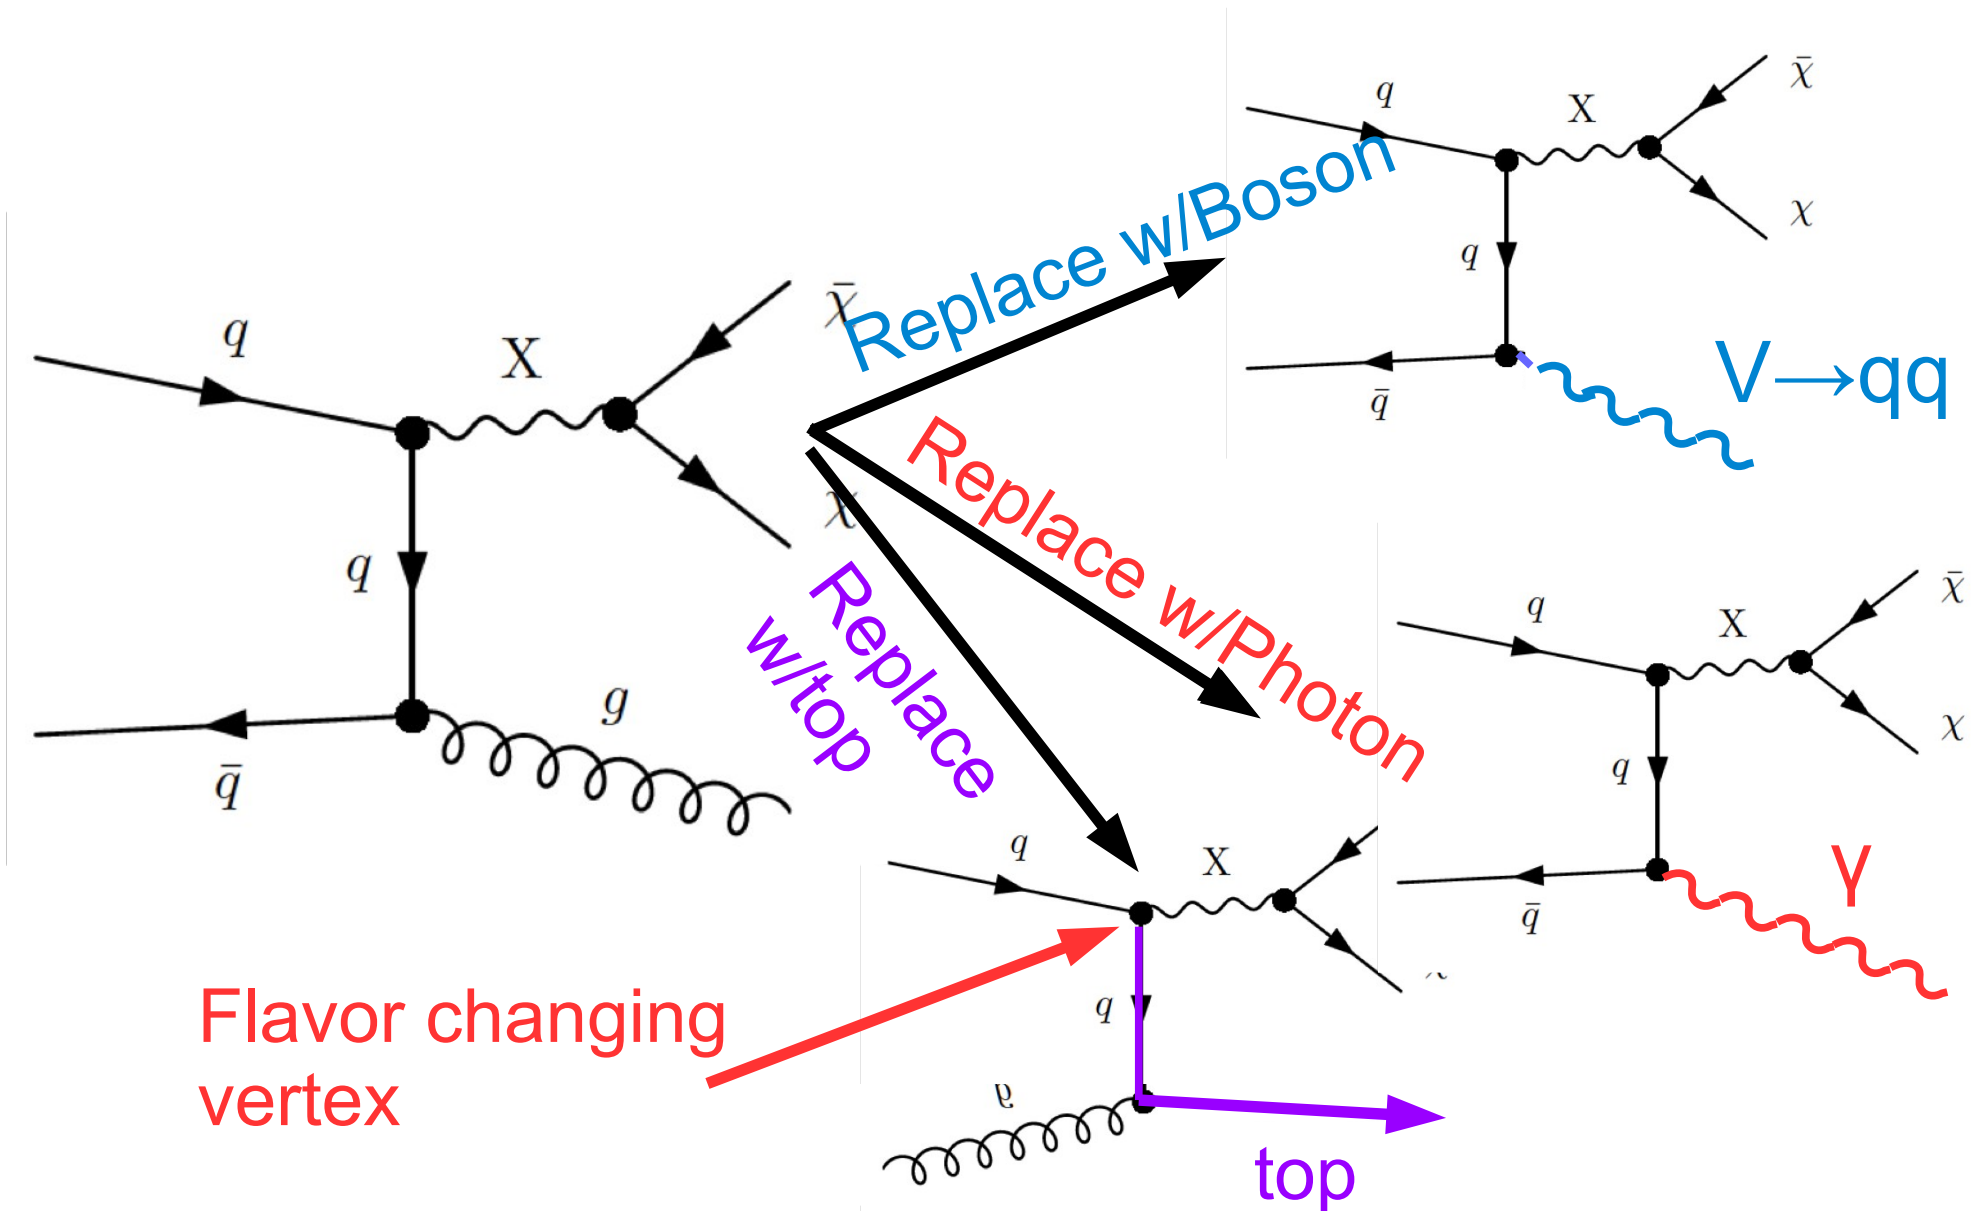 q
X
χ̄
χ
q
q̄
g
Replace w/Boson
Replace w/Photon
Replace
w/top
q
X
χ̄
χ
q
q̄
V→qq
q
X
χ̄
χ
q
q̄
γ
q
X
q
g
top
Flavor changing
vertex